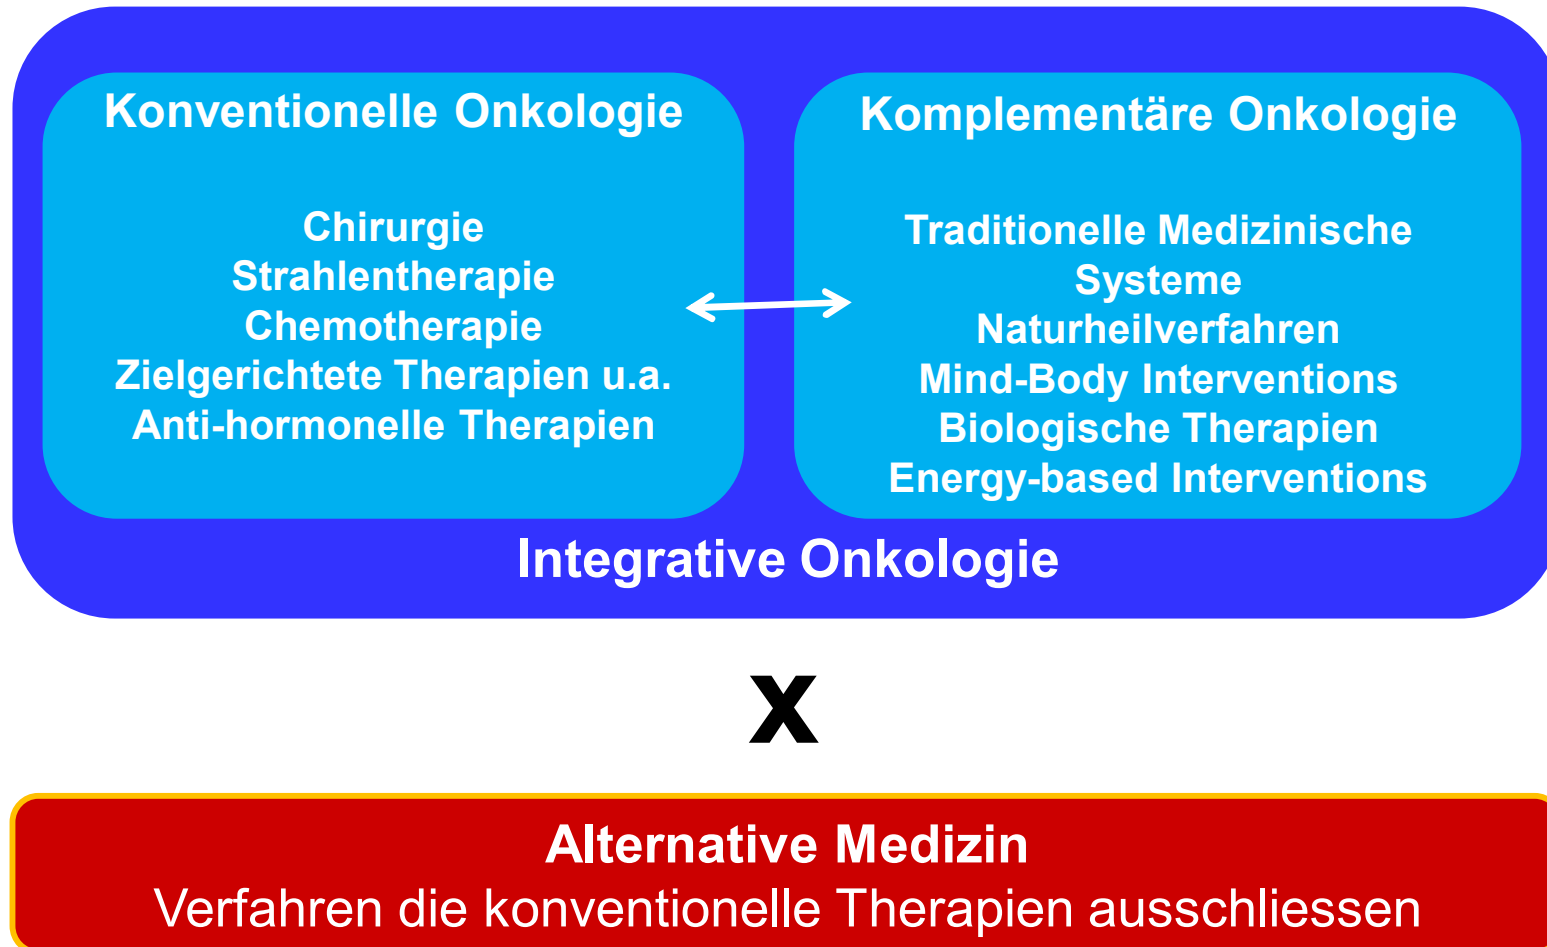 Konventionelle Onkologie
Chirurgie
Strahlentherapie
Chemotherapie
Zielgerichtete Therapien u.a.
Anti-hormonelle Therapien
Komplementäre Onkologie
Traditionelle Medizinische
Systeme
Naturheilverfahren
Mind-Body Interventions
Biologische Therapien
Energy-based Interventions
Integrative Onkologie
x
Alternative Medizin
Verfahren die konventionelle Therapien ausschliessen